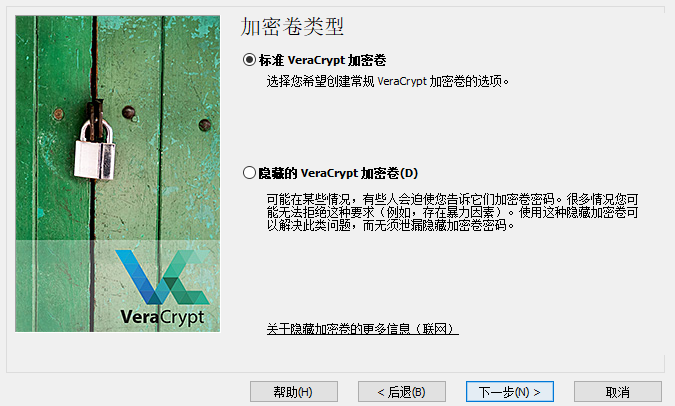 加密卷类型
标准 VeraCrypt 加密卷
选择您希望创建常规 VeraCrypt 加密卷的选项。
隐藏的 VeraCrypt 加密卷(D)
可能在某些情况，有些人会迫使您告诉它们加密卷密码。很多情况您可
能无法拒绝这种要求（例如，存在暴力因素）。使用这种隐藏加密卷可
以解决此类问题，而无须泄漏隐藏加密卷密码。
VeraCrypt
关于隐藏加密卷的更多信息（联网）
帮助(H)
< 后退(B)
下一步(N) >
取消